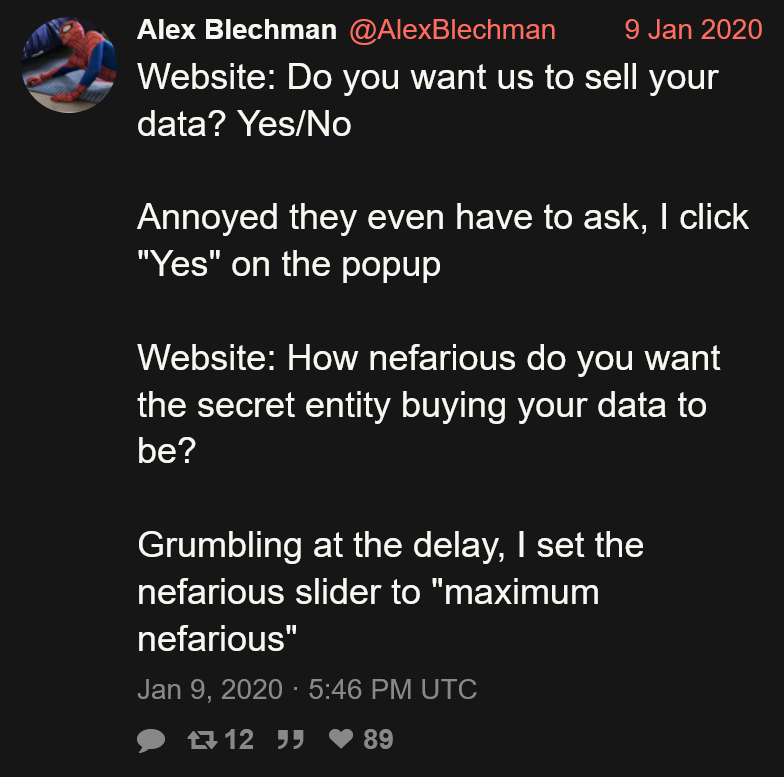 Alex Blechman @AlexBlechman 9 Jan 2020
Website: Do you want us to sell your
data? Yes/No
Annoyed they even have to ask, I click
"Yes" on the popup
Website: How nefarious do you want
the secret entity buying your data to
be?
Grumbling at the delay, I set the
nefarious slider to "maximum
nefarious"
Jan 9, 2020 · 5:46 PM UTC
12 89